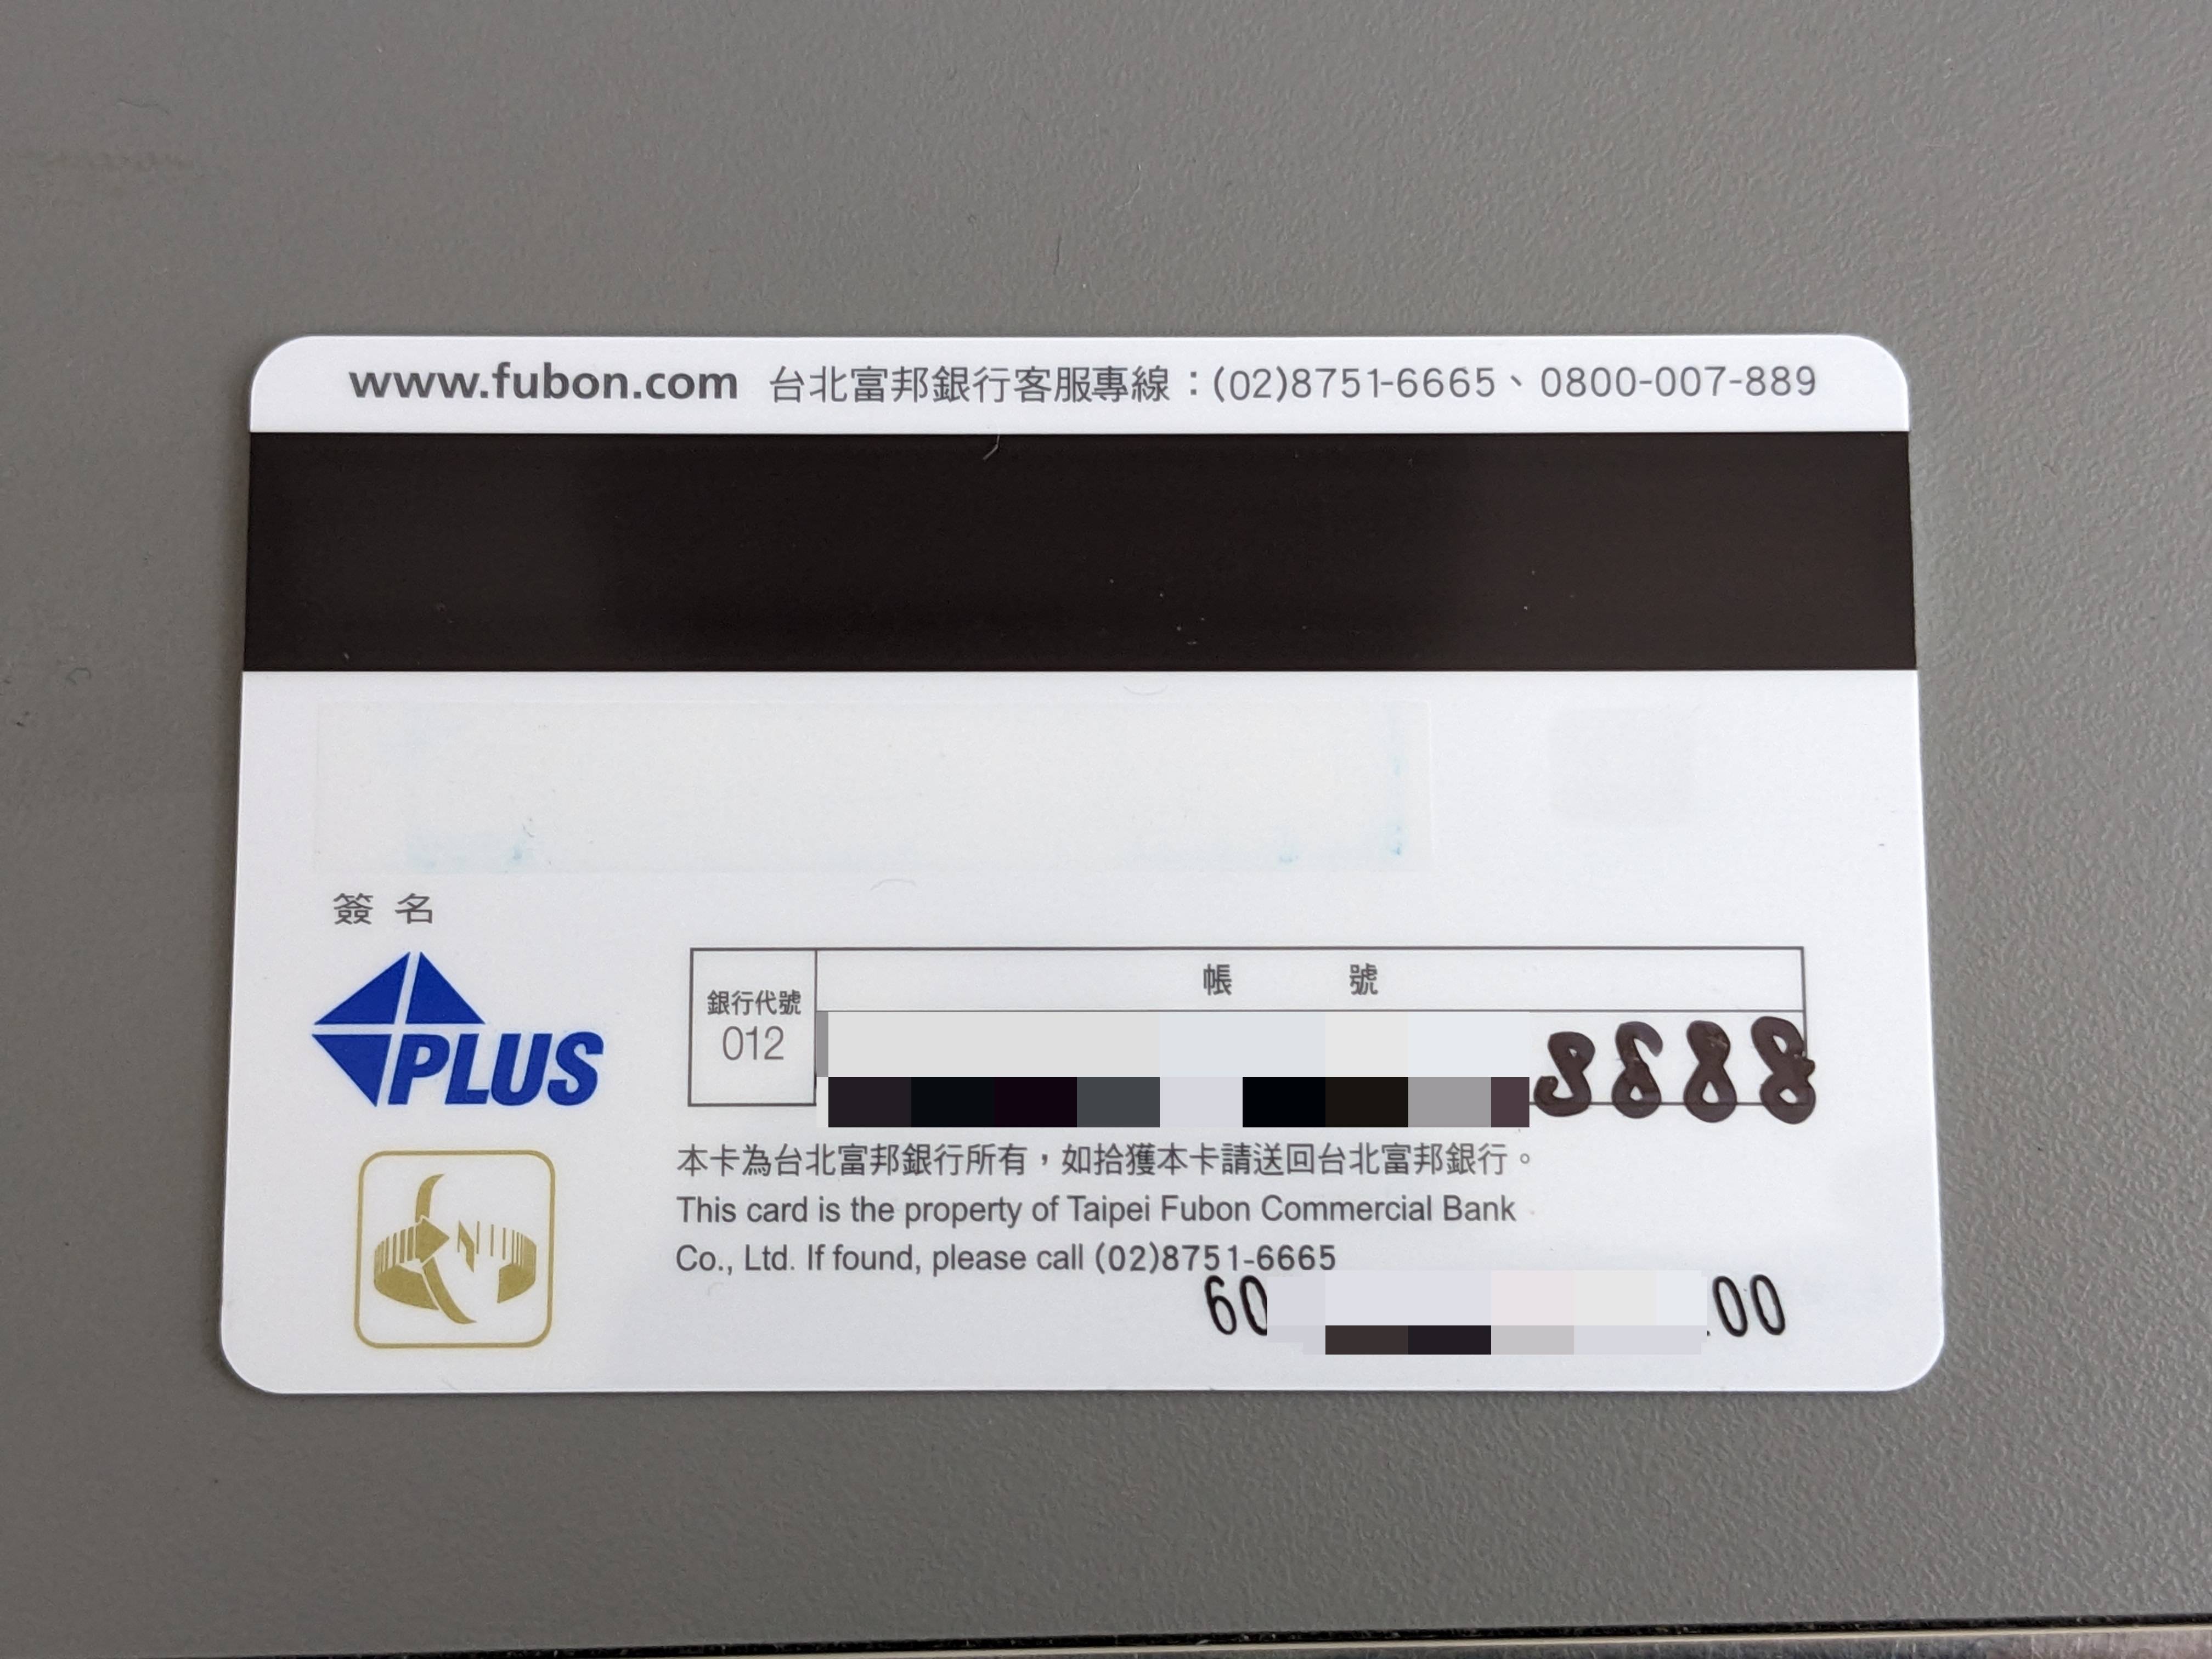 www.fubon.com 台北富邦銀行客服專線：(02)8751-6665、0800-007-889
簽名
PLUS
銀行代號
012
帳號
8888
本卡為台北富邦銀行所有，如拾獲本卡請送回台北富邦銀行。
This card is the property of Taipei Fubon Commercial Bank
Co., Ltd. If found, please call (02)8751-6665
60 00